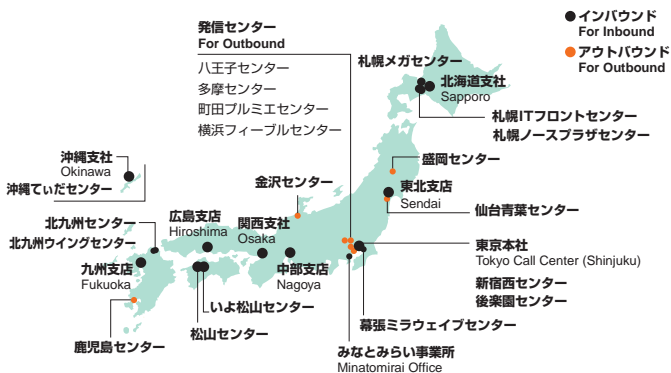 発信センター
For Outbound
八王子センター
多摩センター
町田プルミエセンター
横浜フィーブルセンター
インバウンド
For Inbound
アウトバウンド
For Outbound
札幌メガセンター
北海道支社
Sapporo
札幌ITフロントセンター
札幌ノースプラザセンター
盛岡センター
東北支店
Sendai
仙台青葉センター
沖縄支社
Okinawa
沖縄てぃだセンター
金沢センター
北九州センター
北九州ウイングセンター
広島支店
Hiroshima
関西支社
Osaka
東京本社
Tokyo Call Center (Shinjuku)
新宿西センター
後楽園センター
九州支店
Fukuoka
中部支店
Nagoya
いよ松山センター
松山センター
幕張ミラウェイブセンター
鹿児島センター
みなとみらい事業所
Minatomirai Office